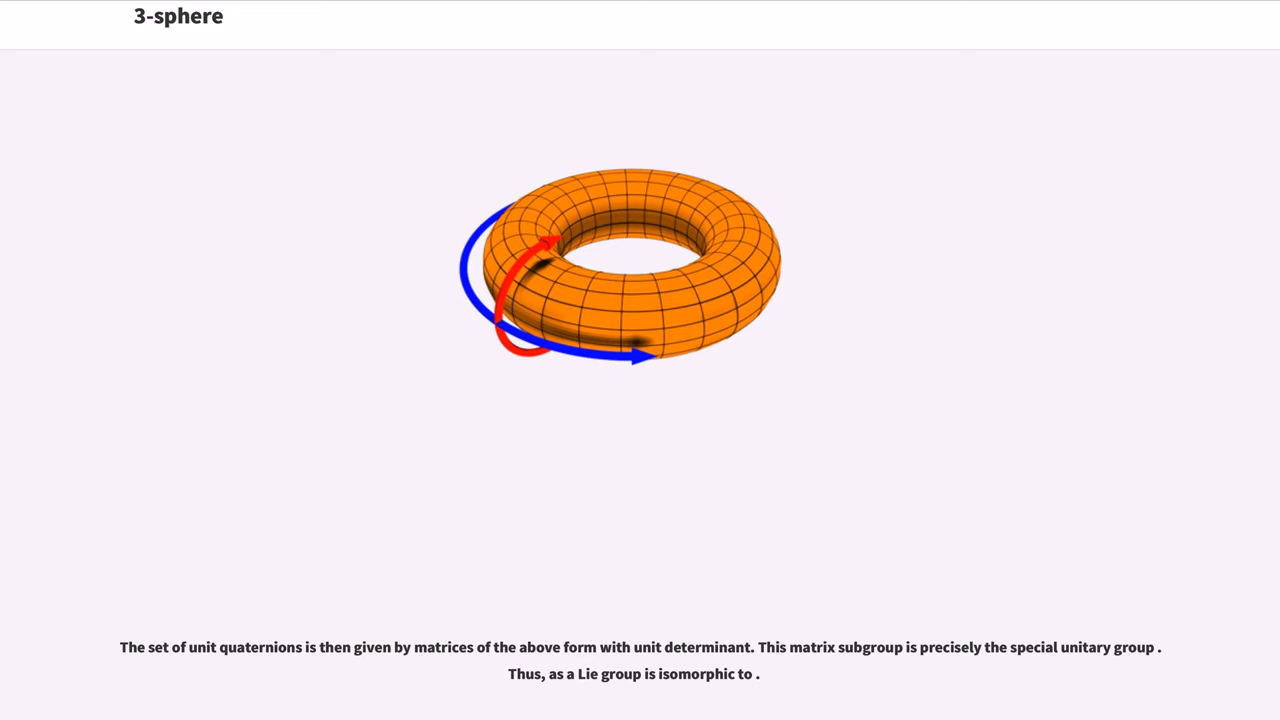 3-sphere
The set of unit quaternions is then given by matrices of the above form with unit determinant. This matrix subgroup is precisely the special unitary group .
Thus, as a Lie group is isomorphic to .